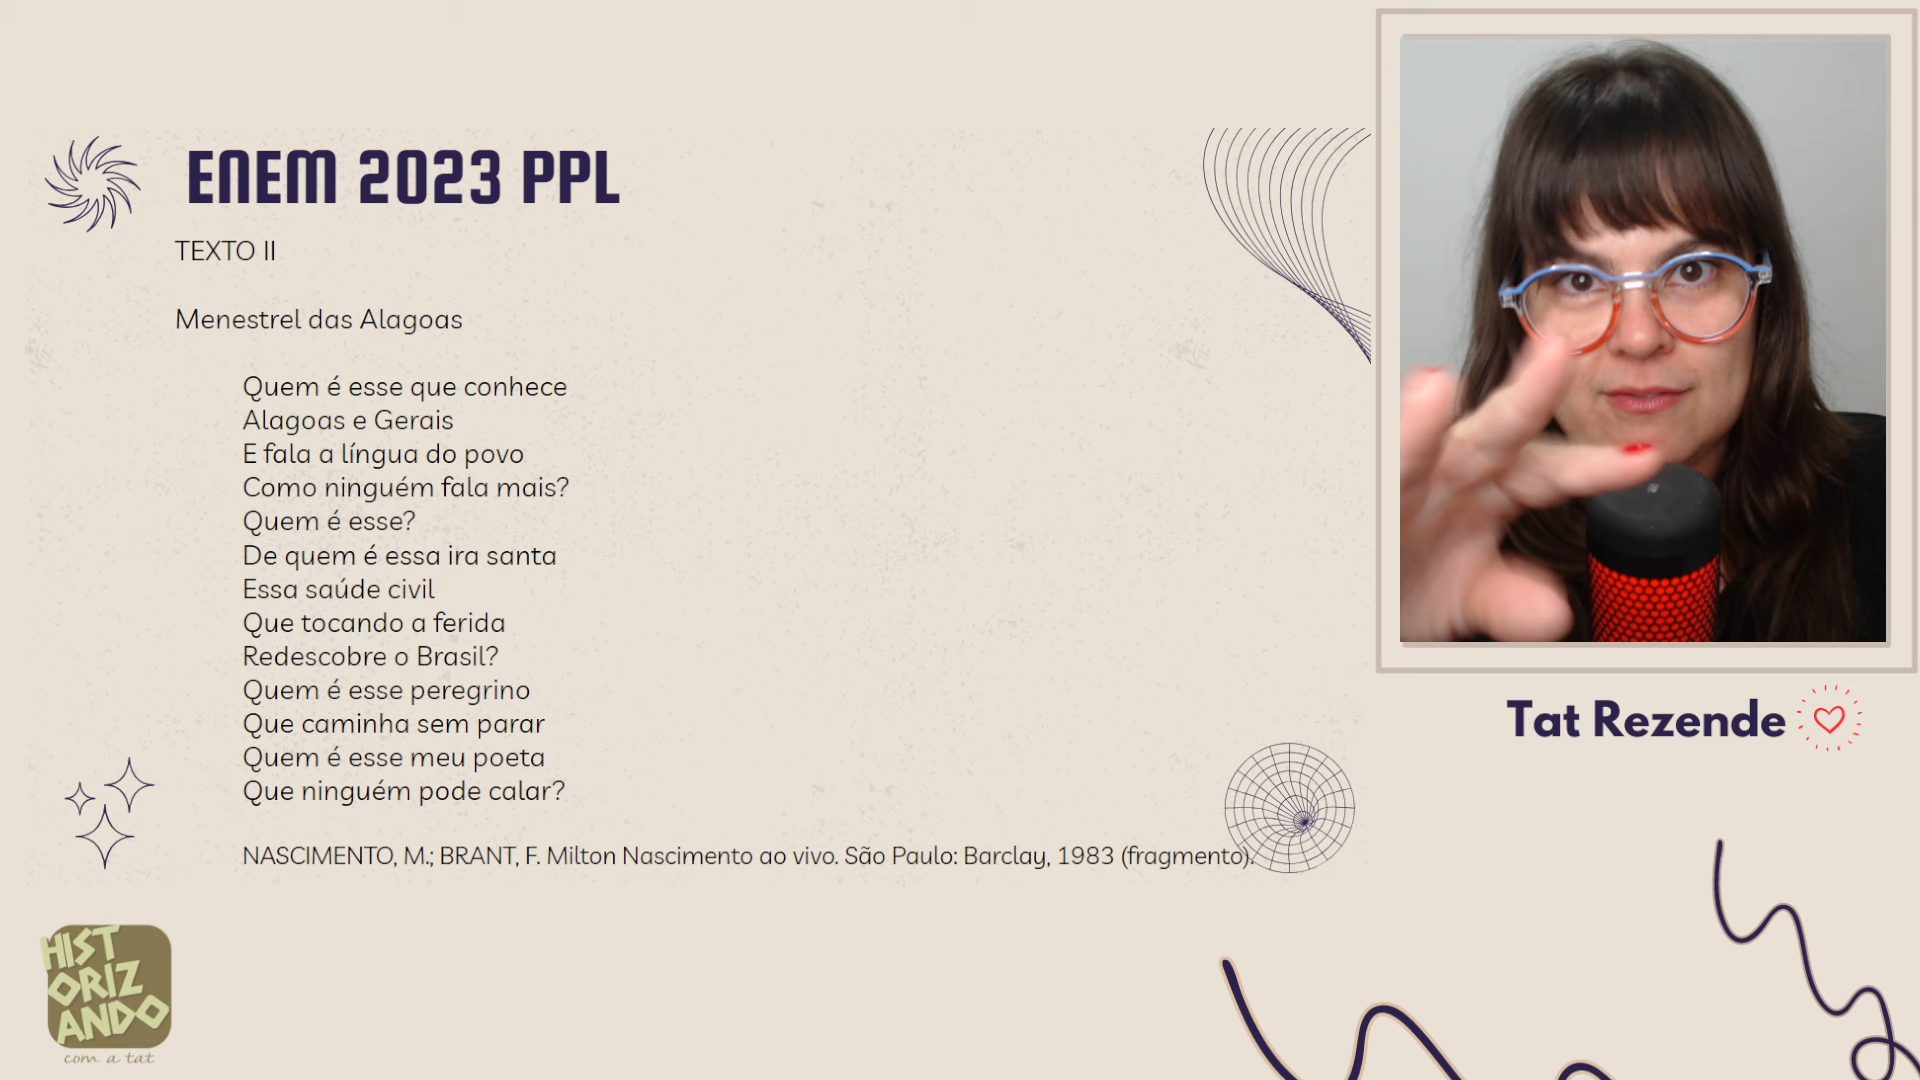 ENEM 2023 PPL
TEXTO II
Menestrel das Alagoas
Quem é esse que conhece
Alagoas e Gerais
E fala a língua do povo
Como ninguém fala mais?
Quem é esse?
De quem é essa ira santa
Essa saúde civil
Que tocando a ferida
Redescobre o Brasil?
Quem é esse peregrino
Que caminha sem parar
Quem é esse meu poeta
Que ninguém pode calar?
NASCIMENTO, M.; BRANT, F. Milton Nascimento ao vivo. São Paulo: Barclay, 1983 (fragmento).
Tat Rezende
HIST
ORIZ
ANDO
com a tat